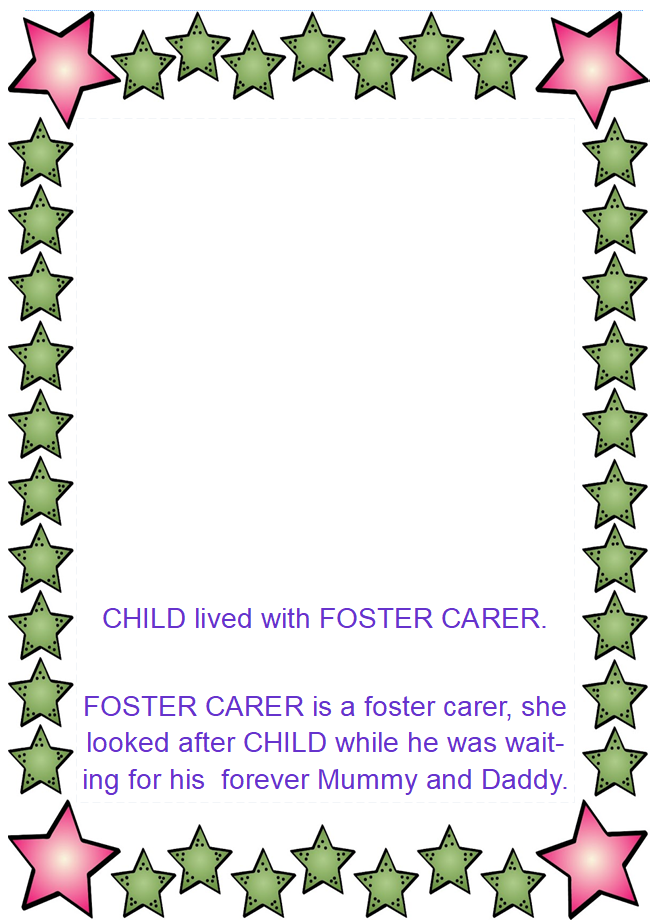 CHILD lived with FOSTER CARER.
FOSTER CARER is a foster carer, she
looked after CHILD while he was wait-
ing for his  forever Mummy and Daddy.